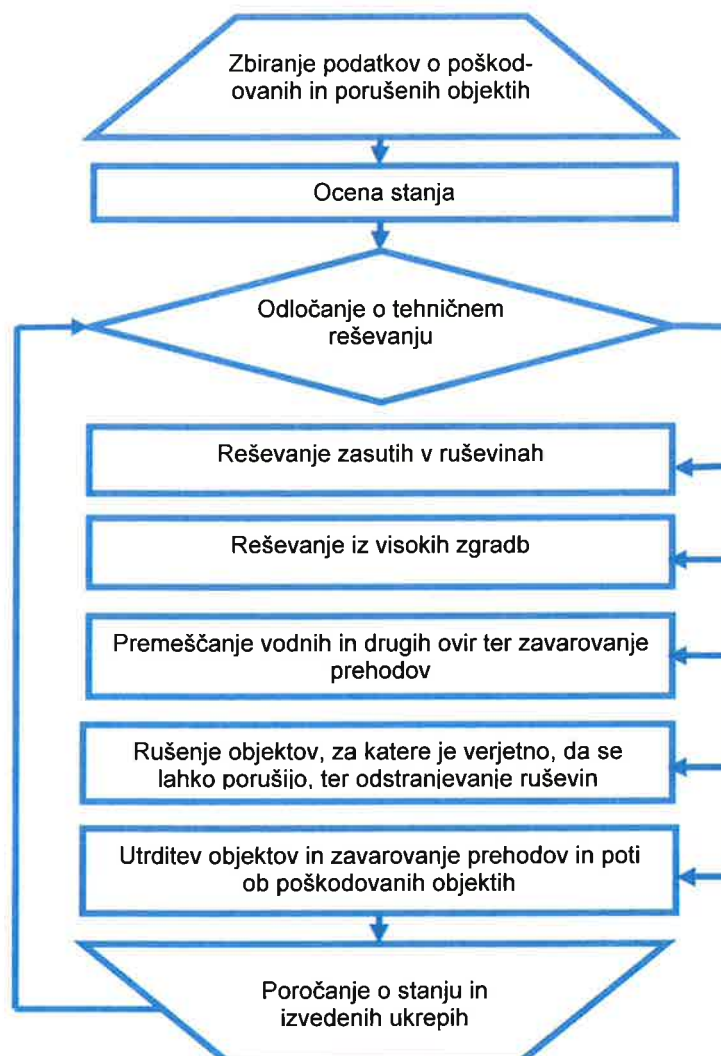 Zbiranje podatkov o poškod-
ovanih in porušenih objektih
Ocena stanja
Odločanje o tehničnem
reševanju
Reševanje zasutih v ruševinah
Reševanje iz visokih zgradb
Premeščanje vodnih in drugih ovir ter zavarovanje
prehodov
Rušenje objektov, za katere je verjetno, da se
lahko porušijo, ter odstranjevanje ruševin
Utrditev objektov in zavarovanje prehodov in poti
ob poškodovanih objektih
Poročanje o stanju in
izvedenih ukrepih